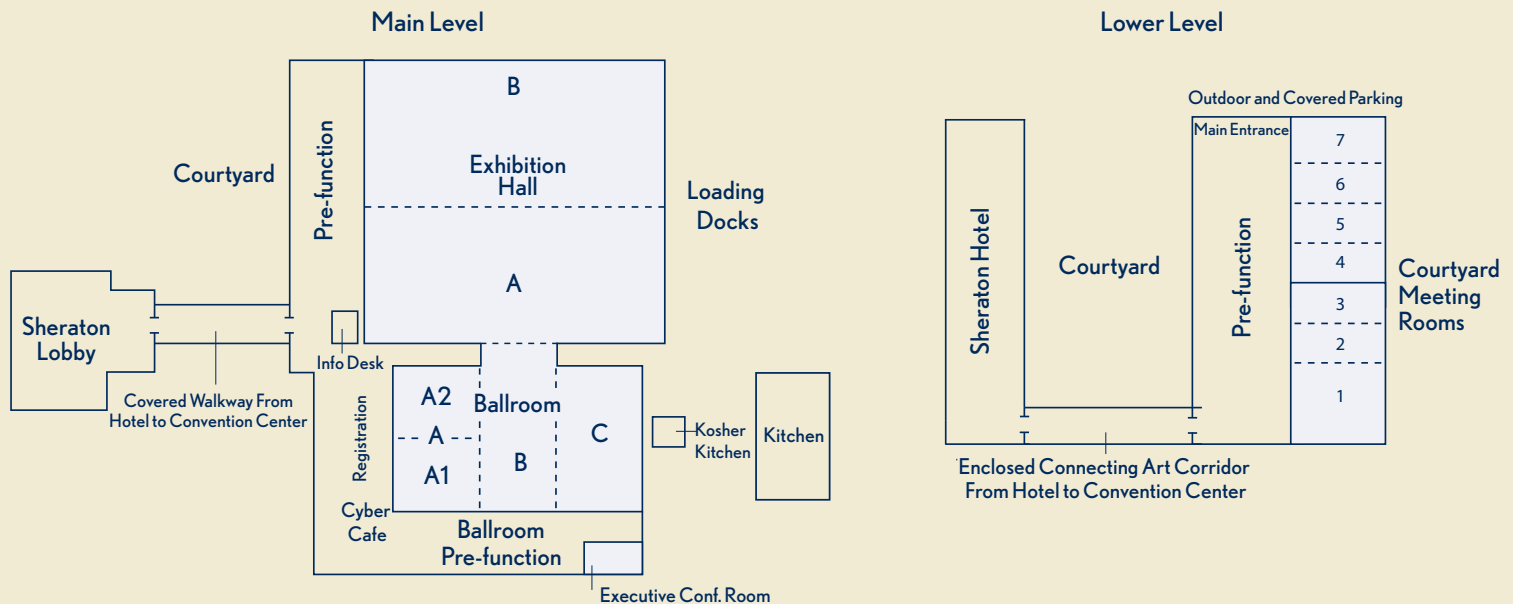 Main Level
B
Exhibition
Hall
Pre-function
Courtyard
Loading
Docks
A
Sheraton
Lobby
Info Desk
Covered Walkway From
Hotel to Convention Center
Registration
A2
A
A1
Ballroom
B
C
Kosher
Kitchen
Kitchen
Cyber
Cafe
Ballroom
Pre-function
Executive Conf. Room
Lower Level
Outdoor and Covered Parking
Main Entrance
Sheraton Hotel
Courtyard
Pre-function
7
6
5
4
3
2
1
Courtyard
Meeting
Rooms
Enclosed Connecting Art Corridor
From Hotel to Convention Center